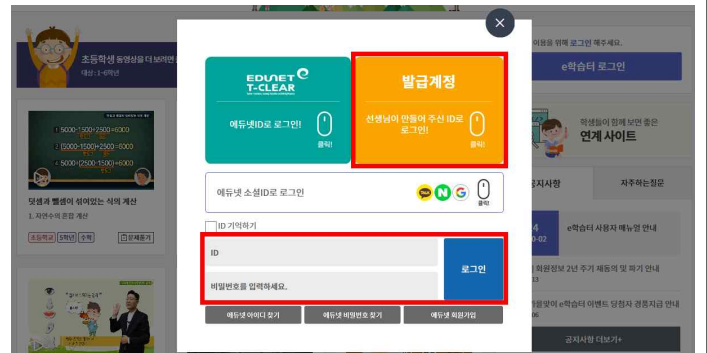 초등학생 동영상을 더 보려면
대상 : 1~6학년
5000-1500+2500=6000
(5000-1500)+2500=6000
5000-(2500-1500)+6000
덧셈과 뺄셈이 섞여있는 식의 계산
1. 자연수의 혼합 계산
초등학교 5학년 수학 문제풀기
EDUNET
T-CLEAR
에듀넷ID로 로그인!
클릭!
발급계정
선생님이 만들어 주신 ID로
로그인!
클릭!
에듀넷 소셜ID로 로그인
TALK
N
G
클릭!
ID 기억하기
ID
비밀번호를 입력하세요.
로그인
에듀넷 아이디 찾기
에듀넷 비밀번호 찾기
에듀넷 회원가입
이용을 위해 로그인 해주세요.
e학습터 로그인
학생들이 함께 보면 좋은
연계 사이트
공지사항
자주하는질문
4
0-02
e학습터 사용자 매뉴얼 안내
회원정보 2년 주기 재동의 및 파기 안내
13
가을맞이 e학습터 이벤트 당첨자 경품지급 안내
06
공지사항 더보기+